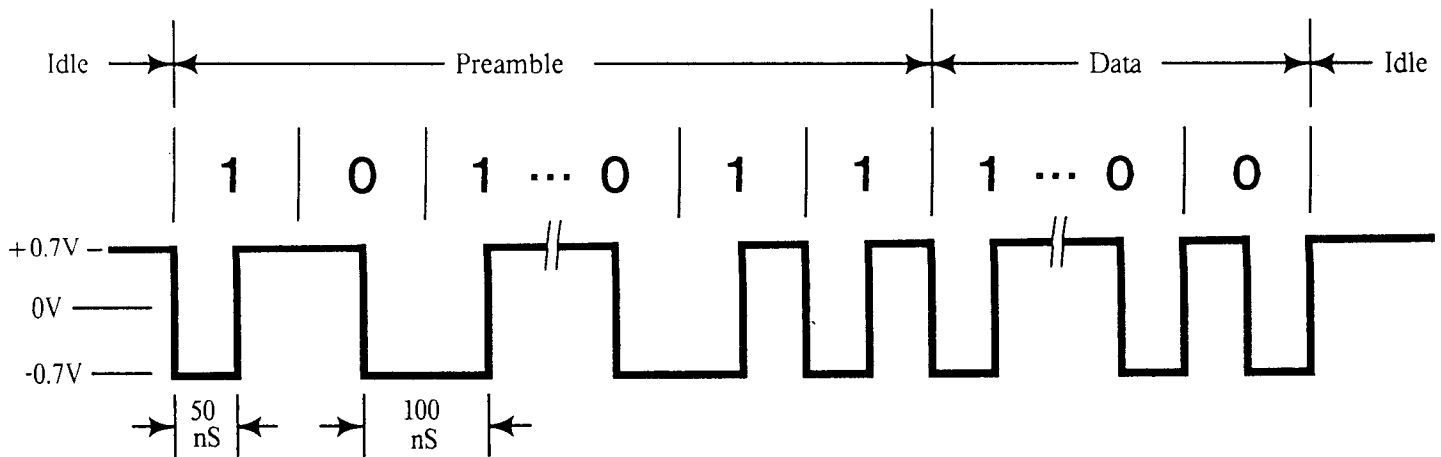 Idle Preamble Data Idle
1 0 1 ... 0 1 1 1 ... 0 0
+0.7V
0V
-0.7V
50 nS
100 nS